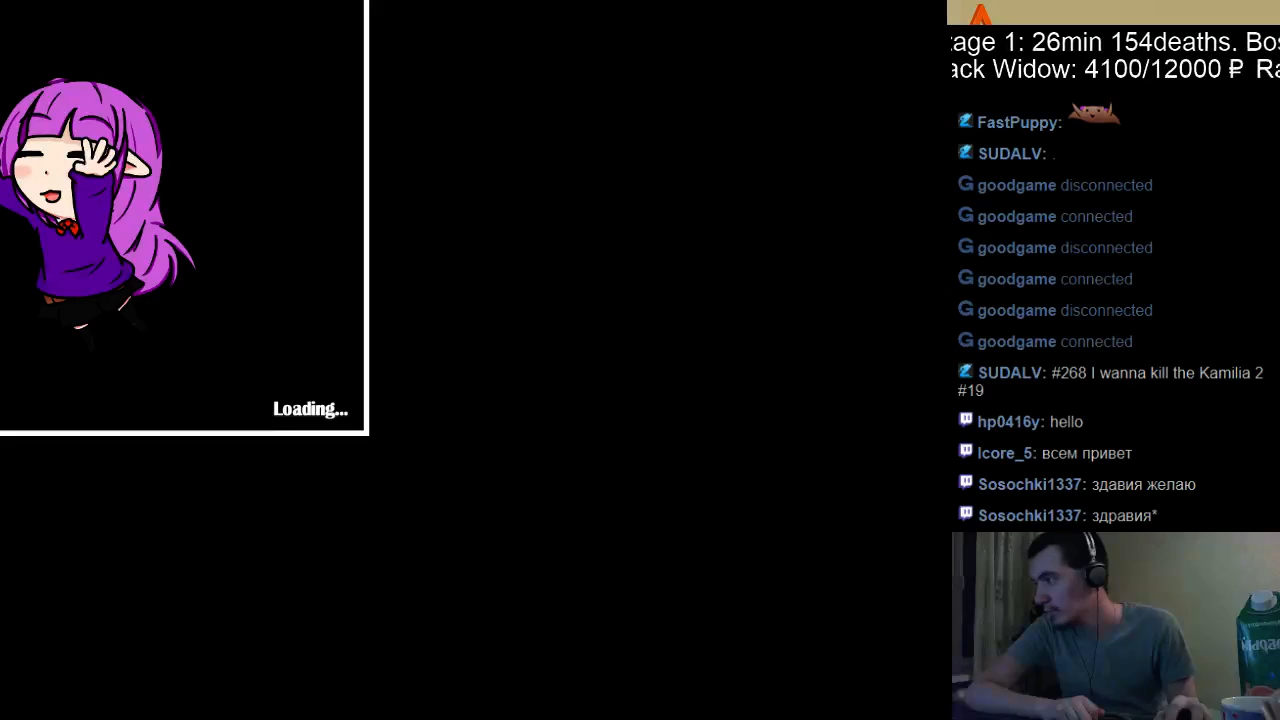 tage 1: 26min 154deaths. Bos
ack Widow: 4100/12000 ₽ Ra
FastPuppy:
SUDALV: .
goodgame disconnected
goodgame connected
goodgame disconnected
goodgame connected
goodgame disconnected
goodgame connected
SUDALV: #268 I wanna kill the Kamilia 2
#19
hp0416y: hello
Icore_5: всем привет
Sosochki1337: здавия желаю
Sosochki1337: здравия*
Loading...